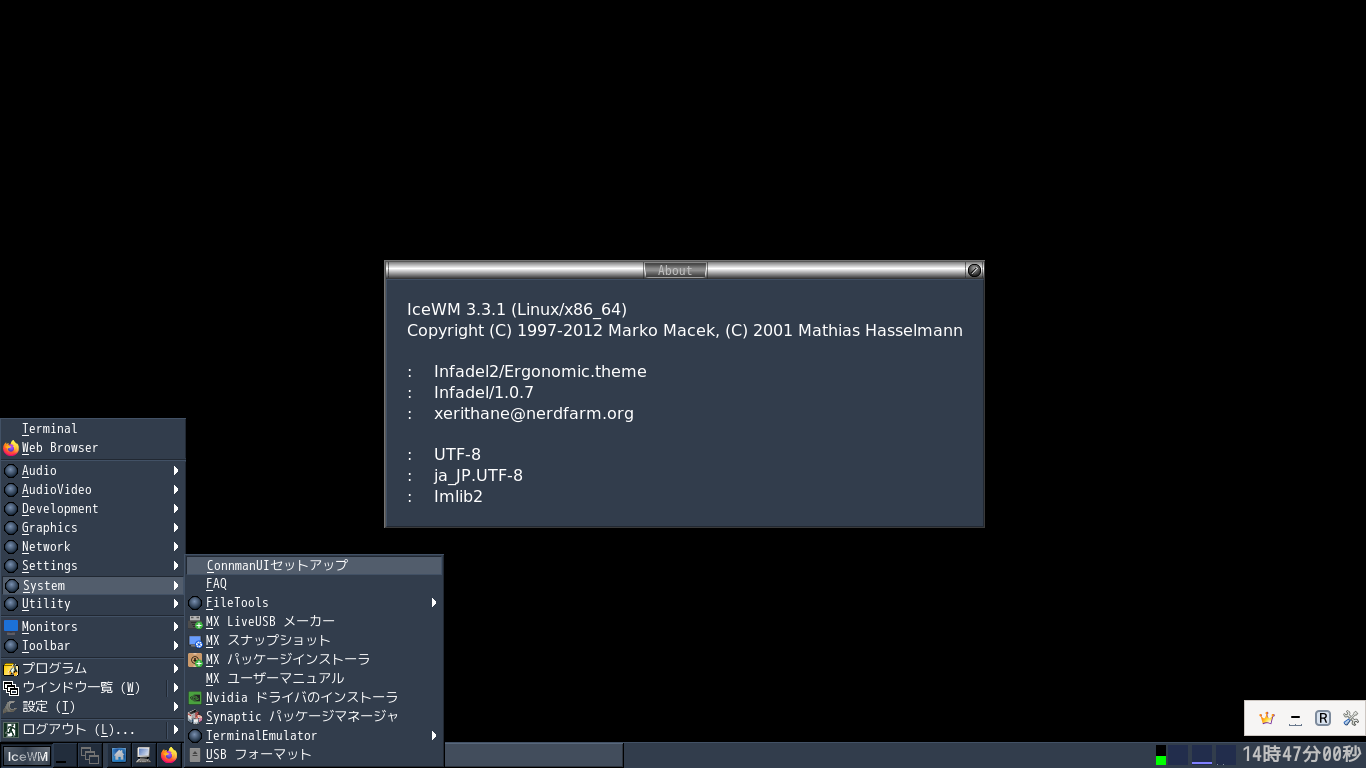 About
IceWM 3.3.1 (Linux/x86_64)
Copyright (C) 1997-2012 Marko Macek, (C) 2001 Mathias Hasselmann
: Infadel2/Ergonomic.theme
: Infadel/1.0.7
: xerithane@nerdfarm.org
: UTF-8
: ja_JP.UTF-8
: Imlib2
Terminal
Web Browser
Audio
AudioVideo
Development
Graphics
Network
Settings
System
Utility
Monitors
Toolbar
プログラム
ウインドウ一覧 (W)
設定 (I)
ログアウト (L)...
ConnmanUIセットアップ
FAQ
FileTools
MX LiveUSB メーカー
MX スナップショット
MX パッケージインストーラ
MX ユーザーマニュアル
Nvidia ドライバのインストーラ
Synaptic パッケージマネージャ
TerminalEmulator
USB フォーマット
R
IceWM
14時47分00秒